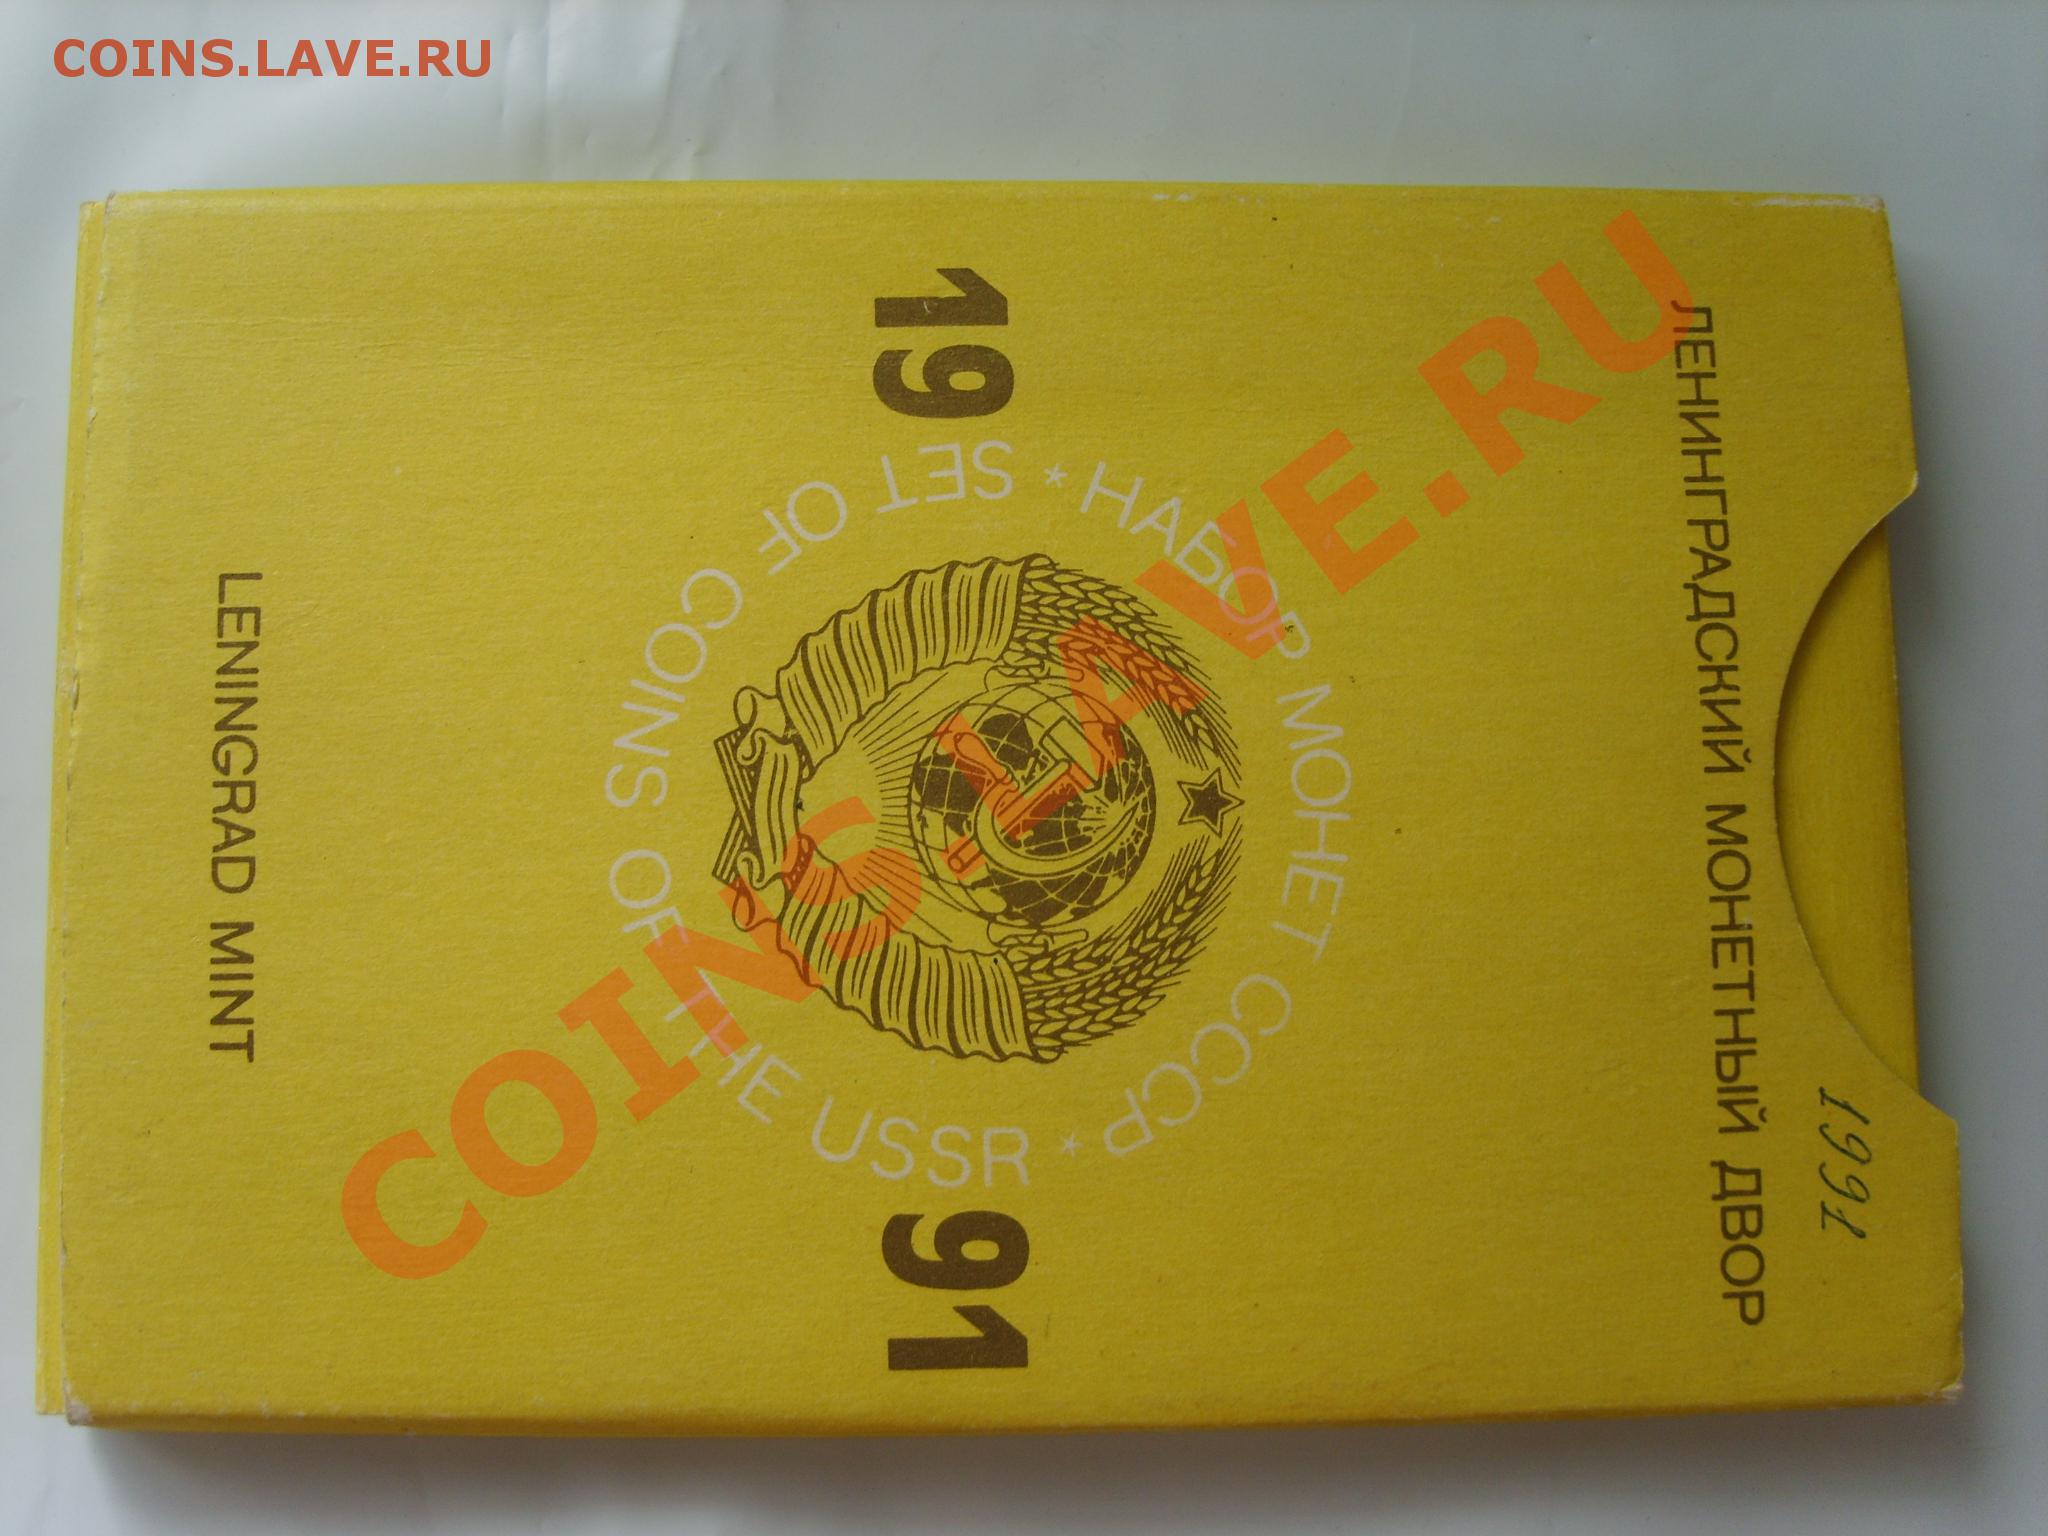 COINS.LAVE.RU
ЛЕНИНГРАДСКИЙ МОНЕТНЫЙ ДВОР
1991
* НАБОР МОНЕТ СССР *
19 91
SET OF COINS OF THE USSR
LENINGRAD MINT
COINS.LAVE.RU